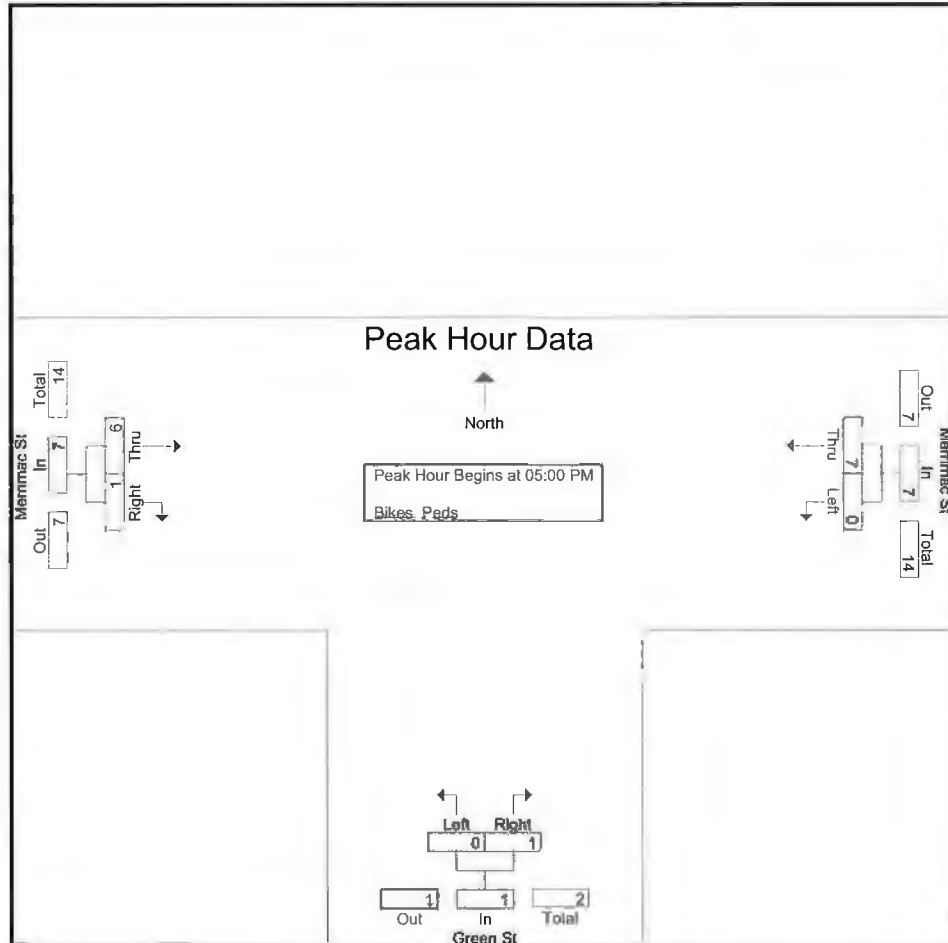 Peak Hour Data
North
Peak Hour Begins at 05:00 PM
Bikes Peds
Merrimac St
Out
In
Total
7
7
14
Right
Thru
1
6
Merrimac St
Out
In
Total
7
7
14
Thru
Left
7
0
Left Right
0 1
1 1 2
Out In Total
Green St